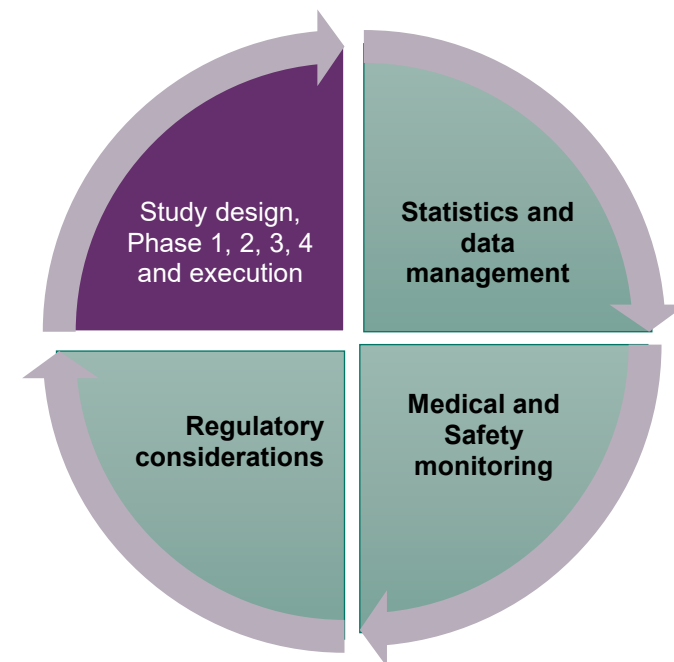 Study design,
Phase 1, 2, 3, 4
and execution
Statistics and
data
management
Regulatory
considerations
Medical and
Safety
monitoring